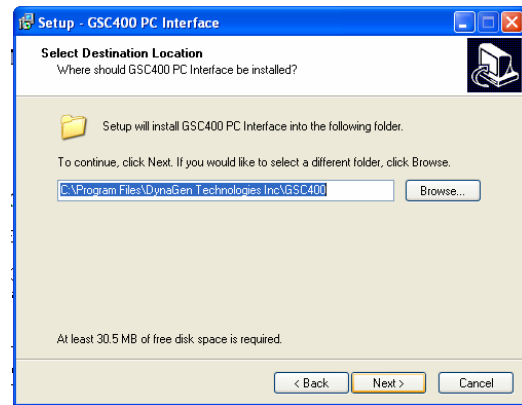 Setup - GSC400 PC Interface
Select Destination Location
Where should GSC400 PC Interface be installed?
Setup will install GSC400 PC Interface into the following folder.
To continue, click Next. If you would like to select a different folder, click Browse.
C:\Program Files\DynaGen Technologies Inc\GSC400
Browse...
At least 30.5 MB of free disk space is required.
< Back
Next >
Cancel